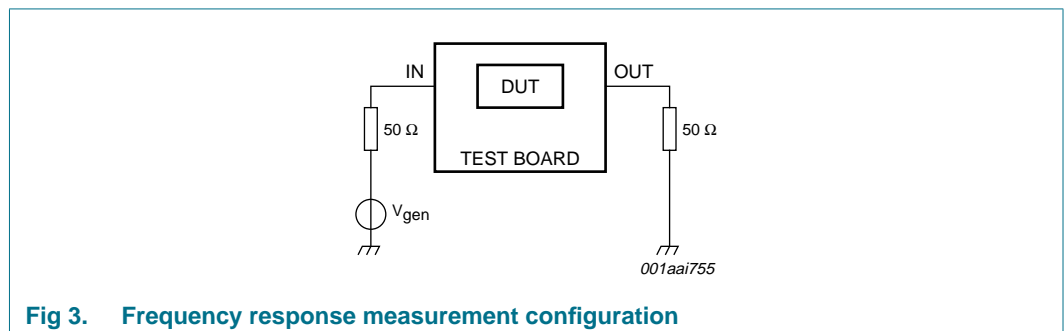 IN
OUT
DUT
50 Ω
50 Ω
TEST BOARD
Vgen
001aai755
Fig 3. Frequency response measurement configuration